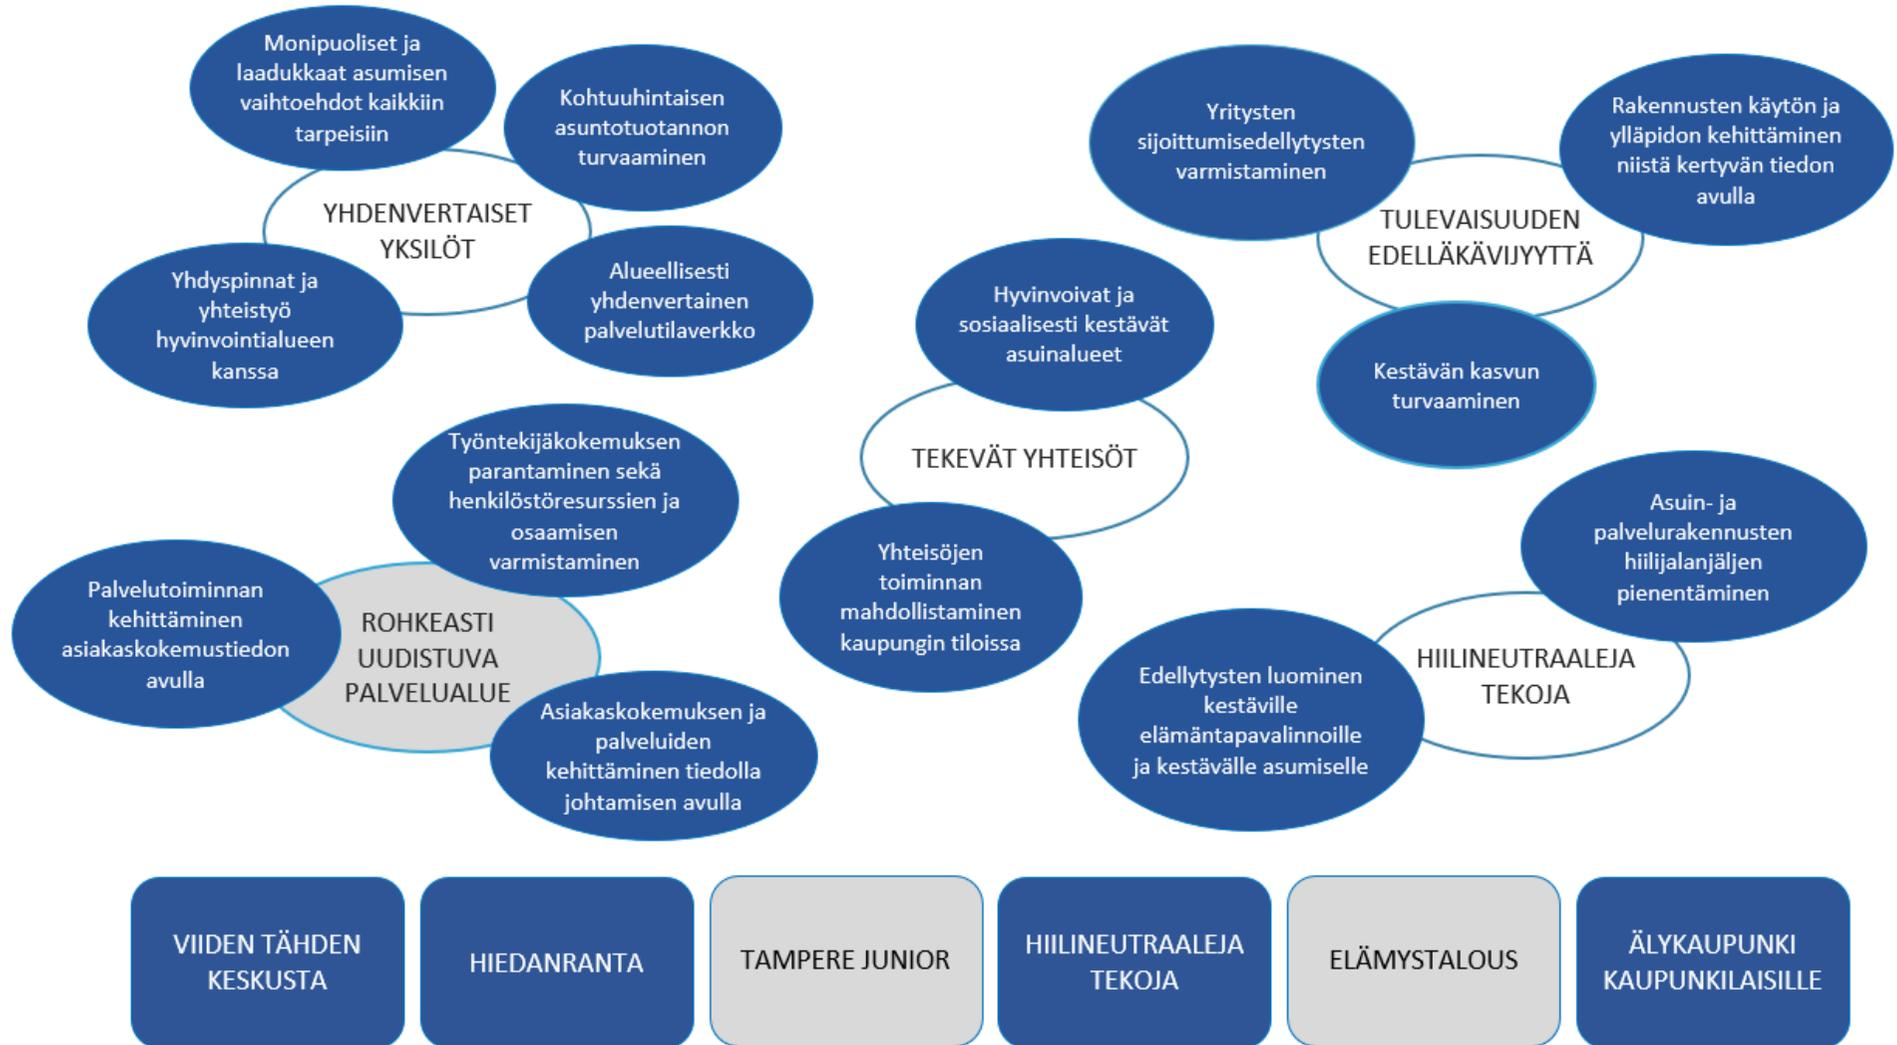 Monipuoliset ja
laadukkaat asumisen
vaihtoehdot kaikkiin
tarpeisiin
Kohtuuhintaisen
asuntotuotannon
turvaaminen
YHDENVERTAISET
YKSILÖT
Yhdyspinnat ja
yhteistyö
hyvinvointialueen
kanssa
Alueellisesti
yhdenvertainen
palvelutilaverkko
Yritysten
sijoittumisedellytysten
varmistaminen
Rakennusten käytön ja
ylläpidon kehittäminen
niistä kertyvän tiedon
avulla
TULEVAISUUDEN
EDELLÄKÄVIJYYTTÄ
Kestävän kasvun
turvaaminen
Hyvinvoivat ja
sosiaalisesti kestävät
asuinalueet
TEKEVÄT YHTEISÖT
Yhteisöjen
toiminnan
mahdollistaminen
kaupungin tiloissa
Työntekijäkokemuksen
parantaminen sekä
henkilöstöresurssien ja
osaamisen
varmistaminen
Palvelutoiminnan
kehittäminen
asiakaskokemustiedon
avulla
ROHKEASTI
UUDISTUVA
PALVELUALUE
Asiakaskokemuksen ja
palveluiden
kehittäminen tiedolla
johtamisen avulla
Asuin- ja
palvelurakennusten
hiilijalanjäljen
pienentäminen
HIILINEUTRAALEJA
TEKOJA
Edellytysten luominen
kestäville
elämäntapavalinnoille
ja kestävälle asumiselle
VIIDEN TÄHDEN
KESKUSTA
HIEDANRANTA
TAMPERE JUNIOR
HIILINEUTRAALEJA
TEKOJA
ELÄMYSTALOUS
ÄLYKAUPUNKI
KAUPUNKILAISILLE